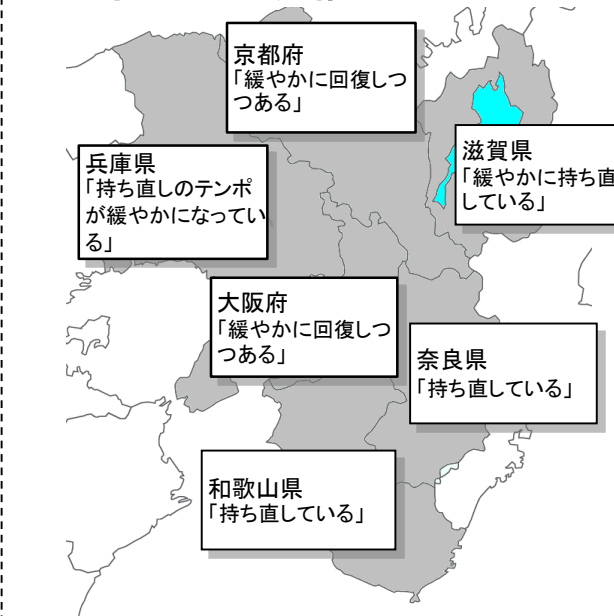 京都府
「緩やかに回復しつ
つある」
滋賀県
「緩やかに持ち直
している」
兵庫県
「持ち直しのテンポ
が緩やかになってい
る」
大阪府
「緩やかに回復しつ
つある」
奈良県
「持ち直している」
和歌山県
「持ち直している」